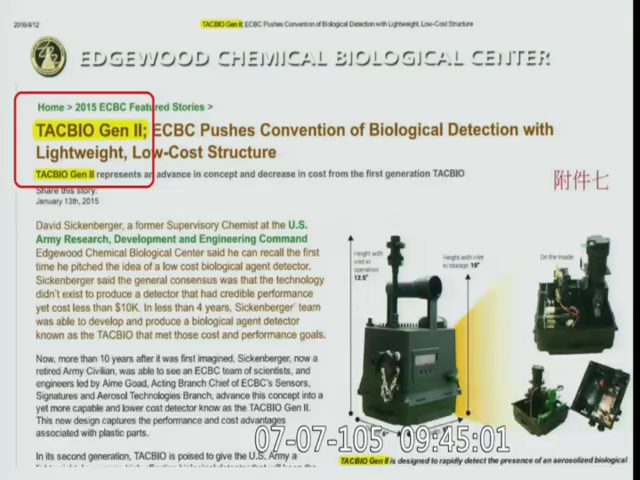 2016/4/12
TACBIO Gen II; ECBC Pushes Convention of Biological Detection with Lightweight, Low-Cost Structure
EDGEWOOD CHEMICAL BIOLOGICAL CENTER
Home > 2015 ECBC Featured Stories >
TACBIO Gen II; ECBC Pushes Convention of Biological Detection with
Lightweight, Low-Cost Structure
TACBIO Gen II represents an advance in concept and decrease in cost from the first generation TACBIO
Share this story:
January 13th, 2015
附件七
David Sickenberger, a former Supervisory Chemist at the U.S.
Army Research, Development and Engineering Command
Edgewood Chemical Biological Center said he can recall the first
time he pitched the idea of a low cost biological agent detector.
Sickenberger said the general consensus was that the technology
didn't exist to produce a detector that had credible performance
yet cost less than $10K. In less than 4 years, Sickenberger' team
was able to develop and produce a biological agent detector
known as the TACBIO that met those cost and performance goals.
Now, more than 10 years after it was first imagined, Sickenberger, now a
retired Army Civilian, was able to see an ECBC team of scientists, and
engineers led by Aime Goad, Acting Branch Chief of ECBC's Sensors,
Signatures and Aerosol Technologies Branch, advance this concept into a
yet more capable and lower cost detector know as the TACBIO Gen II.
This new design captures the performance and cost advantages
associated with plastic parts.
In its second generation, TACBIO is poised to give the U.S. Army a
Height with
inlet in
operation
12.5"
Height with inlet
in storage 10"
On the Inside
07-07-105 09:45:01
TACBIO Gen II is designed to rapidly detect the presence of an aerosolized biological